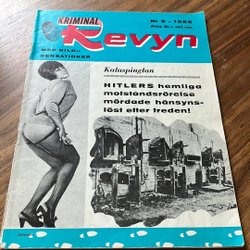 KRIMINAL
Nr 9 - 1966
Revyn
MED BILD-
SENSATIONER
Kalaspinglan
HITLERS hemliga
motståndsrörelse
mördade hänsyns-
löst efter freden!